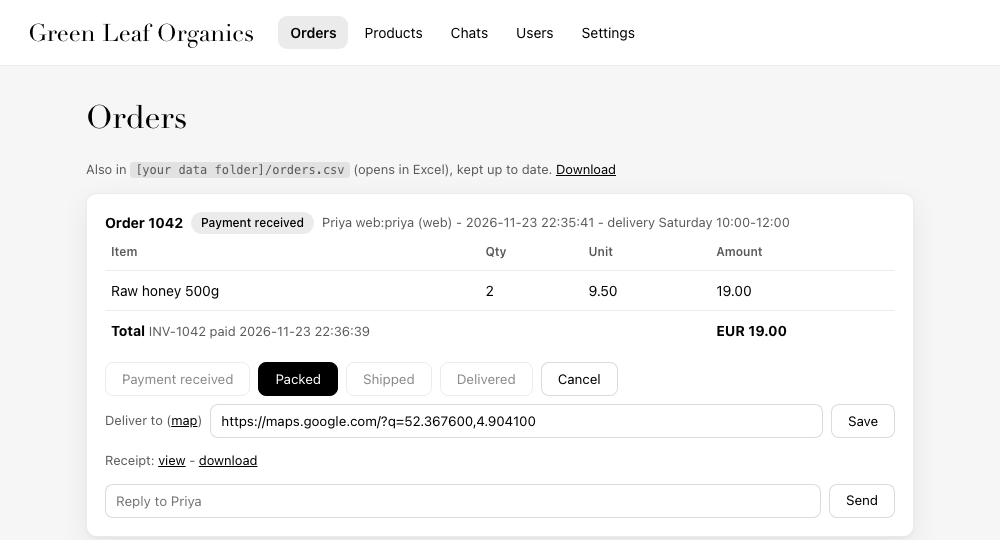 Green Leaf Organics Orders Products Chats Users Settings
Orders
Also in [your data folder]/orders.csv (opens in Excel), kept up to date. Download
Order 1042 Payment received Priya web:priya (web) - 2026-11-23 22:35:41 - delivery Saturday 10:00-12:00
Item Qty Unit Amount
Raw honey 500g 2 9.50 19.00
Total INV-1042 paid 2026-11-23 22:36:39 EUR 19.00
Payment received Packed Shipped Delivered Cancel
Deliver to (map) https://maps.google.com/?q=52.367600,4.904100 Save
Receipt: view - download
Reply to Priya Send